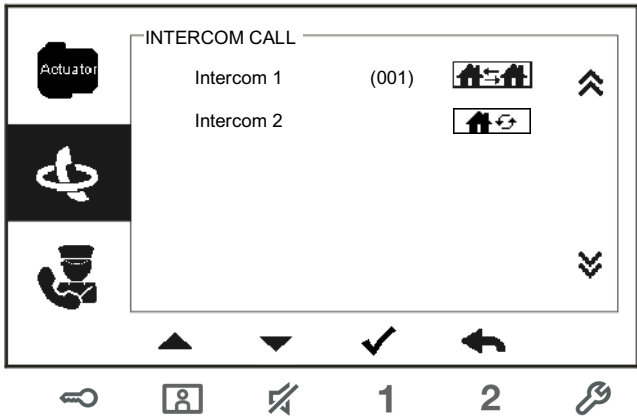 INTERCOM CALL
Actuator
Intercom 1 (001)
Intercom 2
1 2